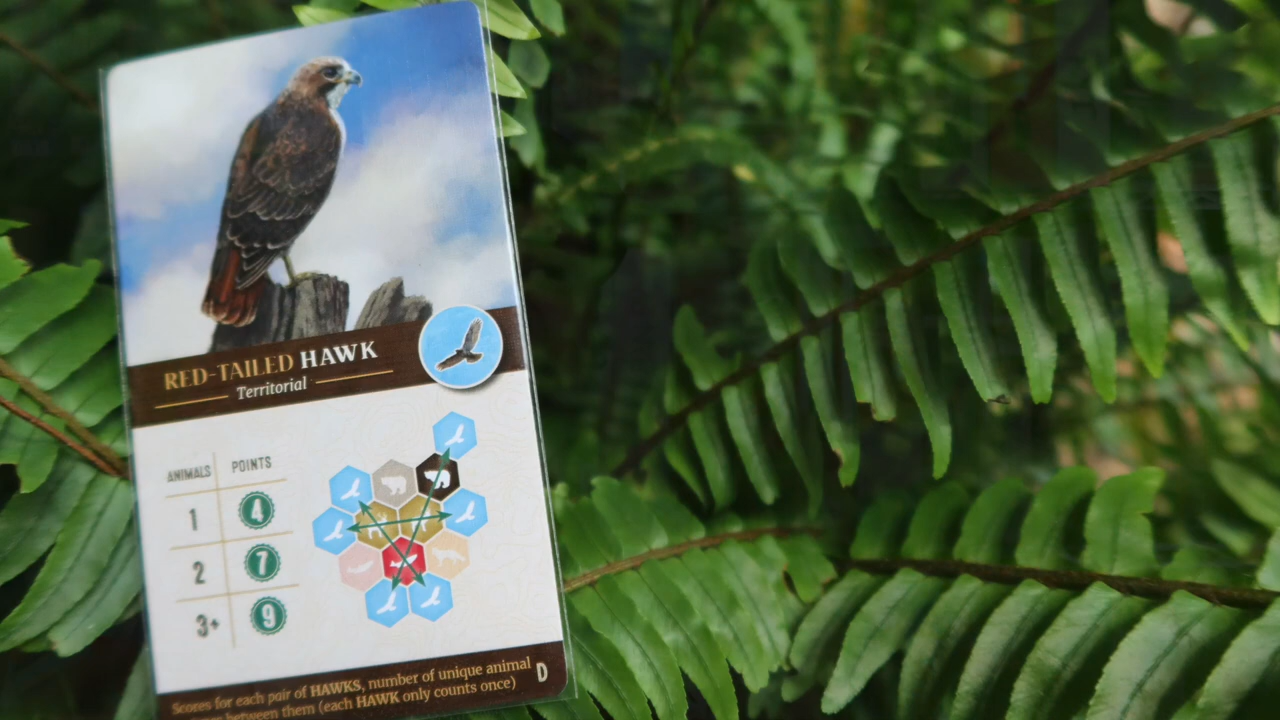 RED-TAILED HAWK
Territorial
ANIMALS POINTS
1 4
2 7
3+ 9
Scores for each pair of HAWKS, number of unique animal
between them (each HAWK only counts once)
D